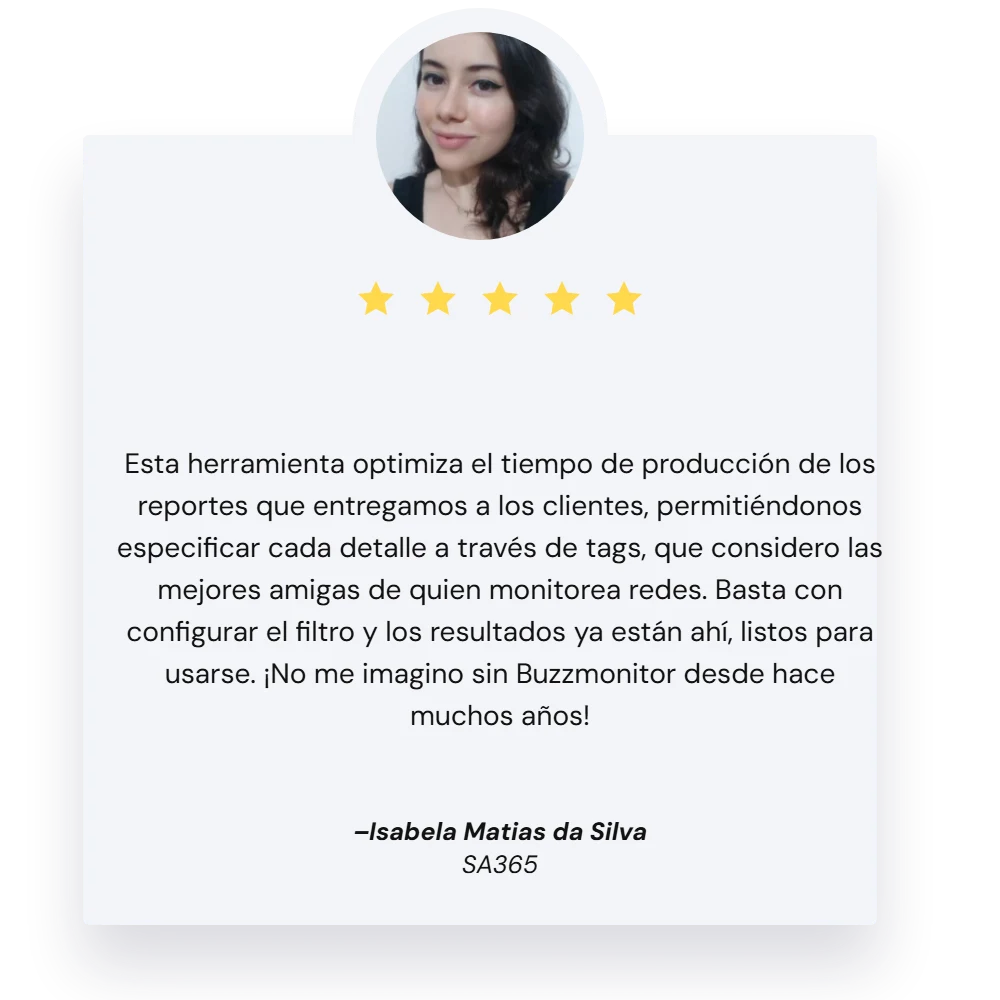 Esta herramienta optimiza el tiempo de producción de los
reportes que entregamos a los clientes, permitiéndonos
especificar cada detalle a través de tags, que considero las
mejores amigas de quien monitorea redes. Basta con
configurar el filtro y los resultados ya están ahí, listos para
usarse. ¡No me imagino sin Buzzmonitor desde hace
muchos años!
–Isabela Matias da Silva
SA365